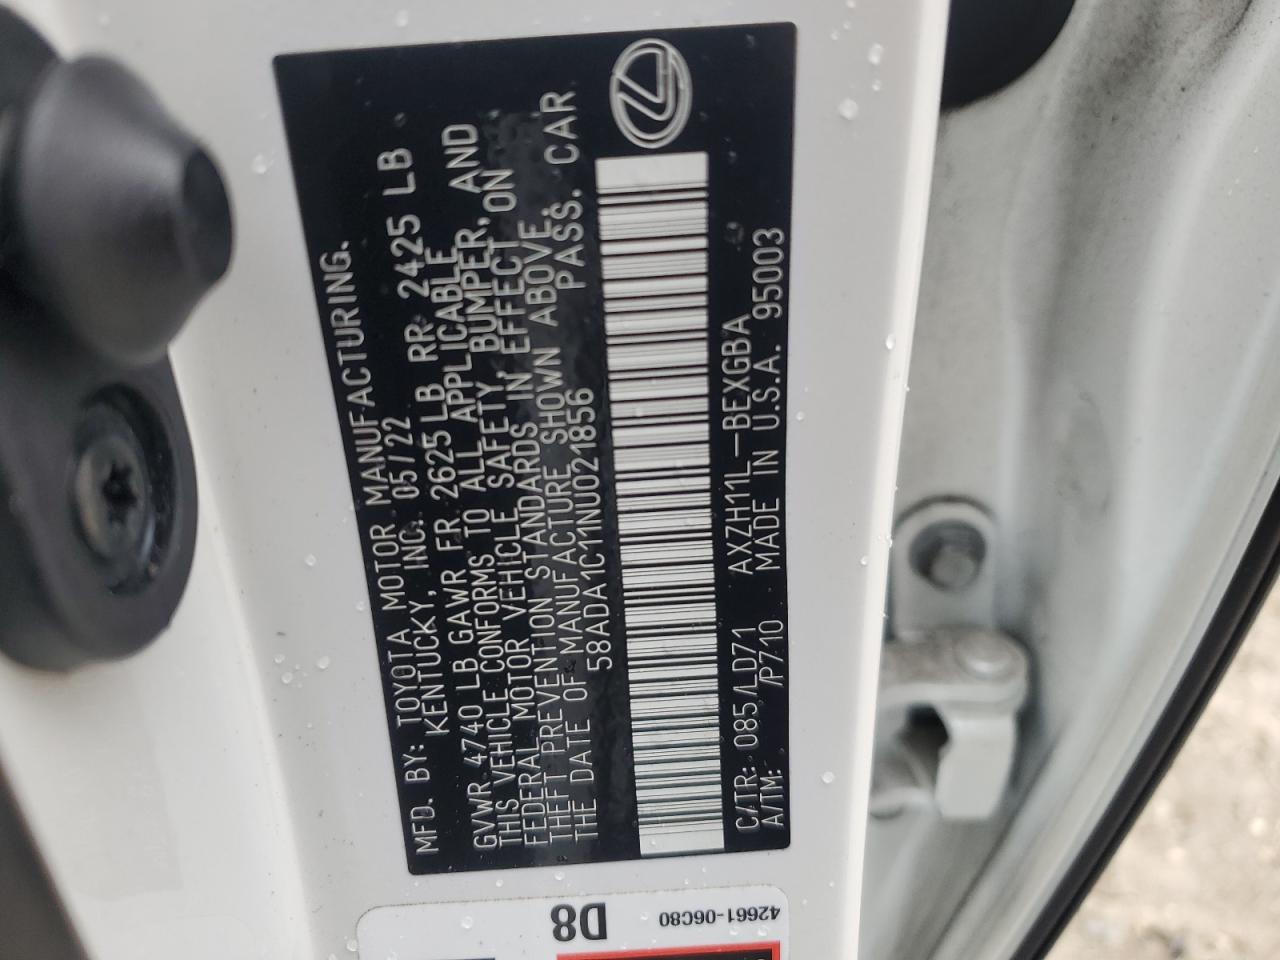 MFD. BY: TOYOTA MOTOR MANUFACTURING.
KENTUCKY, INC. 05/22
GVWR 4740 LB GAWR FR 2625 LB RR 2425 LB
THIS VEHICLE CONFORMS TO ALL APPLICABLE
FEDERAL MOTOR VEHICLE SAFETY, BUMPER, AND
THEFT PREVENTION STANDARDS IN EFFECT ON
THE DATE OF MANUFACTURE SHOWN ABOVE.
58ADA1C11NU021856 PASS. CAR
C/TR: 085/LD71 AXZH11L-BEXGBA
A/TM: /P710 MADE IN U.S.A. 95003
D8
42661-06C80